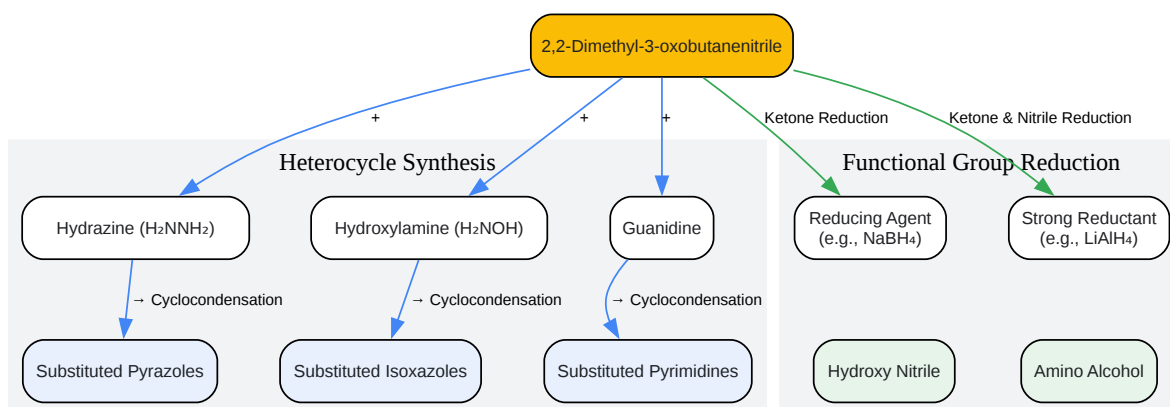 2,2-Dimethyl-3-oxobutanenitrile
+
+
+
Ketone Reduction
Ketone & Nitrile Reduction
Heterocycle Synthesis
Functional Group Reduction
Hydrazine (H₂NNH₂)
Hydroxylamine (H₂NOH)
Guanidine
Reducing Agent
(e.g., NaBH₄)
Strong Reductant
(e.g., LiAlH₄)
→ Cyclocondensation
→ Cyclocondensation
→ Cyclocondensation
Substituted Pyrazoles
Substituted Isoxazoles
Substituted Pyrimidines
Hydroxy Nitrile
Amino Alcohol